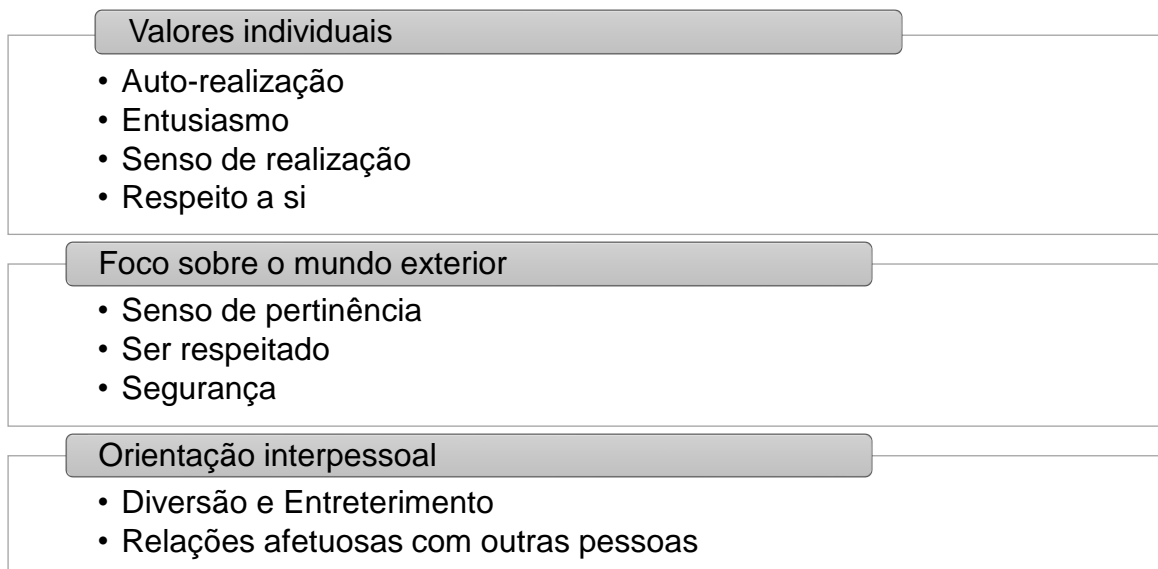 Valores individuais
• Auto-realização
• Entusiasmo
• Senso de realização
• Respeito a si
Foco sobre o mundo exterior
• Senso de pertinência
• Ser respeitado
• Segurança
Orientação interpessoal
• Diversão e Entreterimento
• Relações afetuosas com outras pessoas